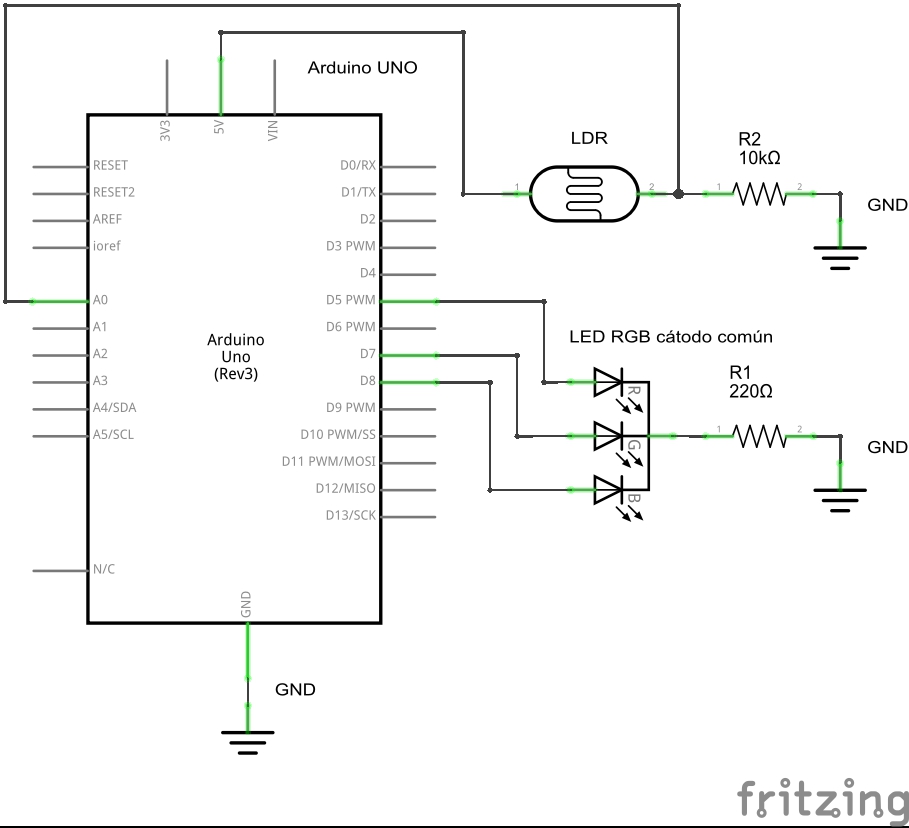 Arduino UNO
3V3
5V
VIN
LDR
R2
10kΩ
RESET
D0/RX
RESET2
D1/TX
1
2
1
2
GND
AREF
D2
ioref
D3 PWM
D4
A0
D5 PWM
A1
D6 PWM
Arduino
Uno
(Rev3)
LED RGB cátodo común
A2
D7
R1
220Ω
A3
D8
R
A4/SDA
D9 PWM
A5/SCL
D10 PWM/SS
G
1
2
GND
D11 PWM/MOSI
D12/MISO
B
D13/SCK
N/C
GND
GND
fritzing